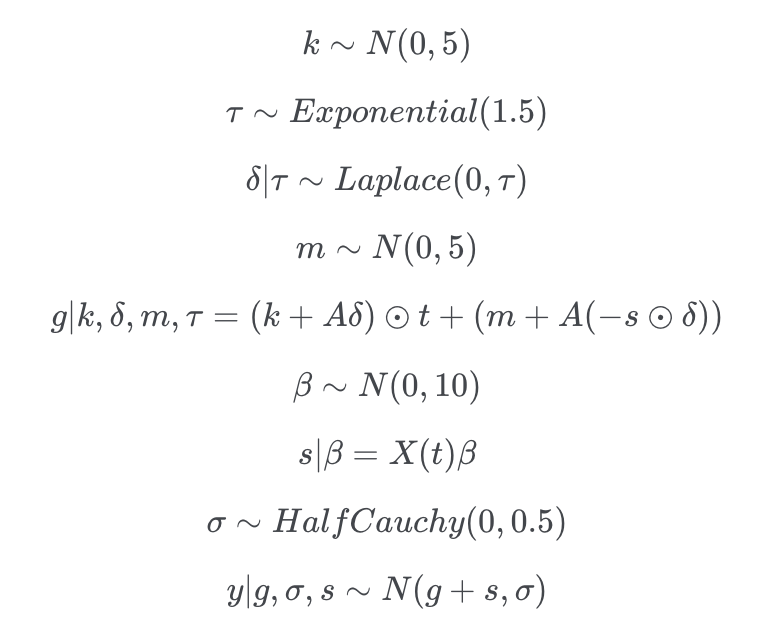 k ∼ N(0, 5)
τ ∼ Exponential(1.5)
δ|τ ∼ Laplace(0, τ)
m ∼ N(0, 5)
g|k, δ, m, τ = (k + Aδ) ⊙ t + (m + A(−s ⊙ δ))
β ∼ N(0, 10)
s|β = X(t)β
σ ∼ HalfCauchy(0, 0.5)
y|g, σ, s ∼ N(g + s, σ)